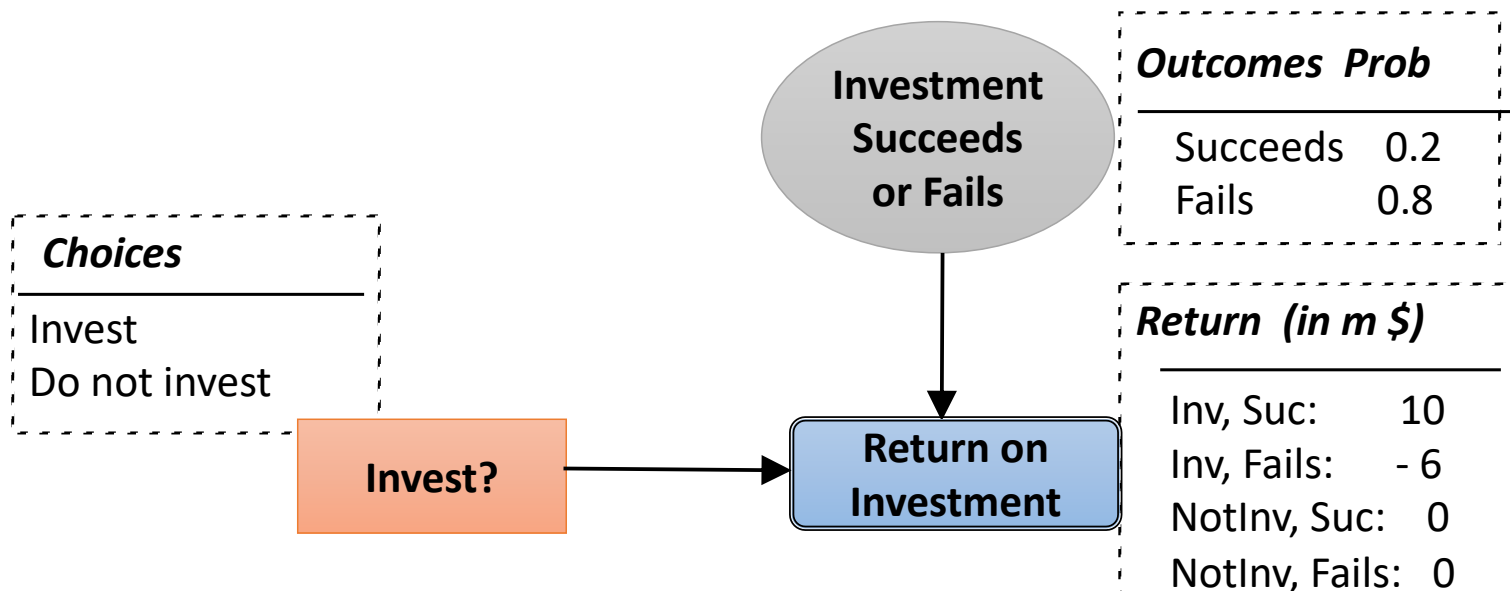 Investment
Succeeds
or Fails
Outcomes Prob
Succeeds 0.2
Fails 0.8
Choices
Invest
Do not invest
Invest?
Return on
Investment
Return (in m $)
Inv, Suc: 10
Inv, Fails: - 6
NotInv, Suc: 0
NotInv, Fails: 0